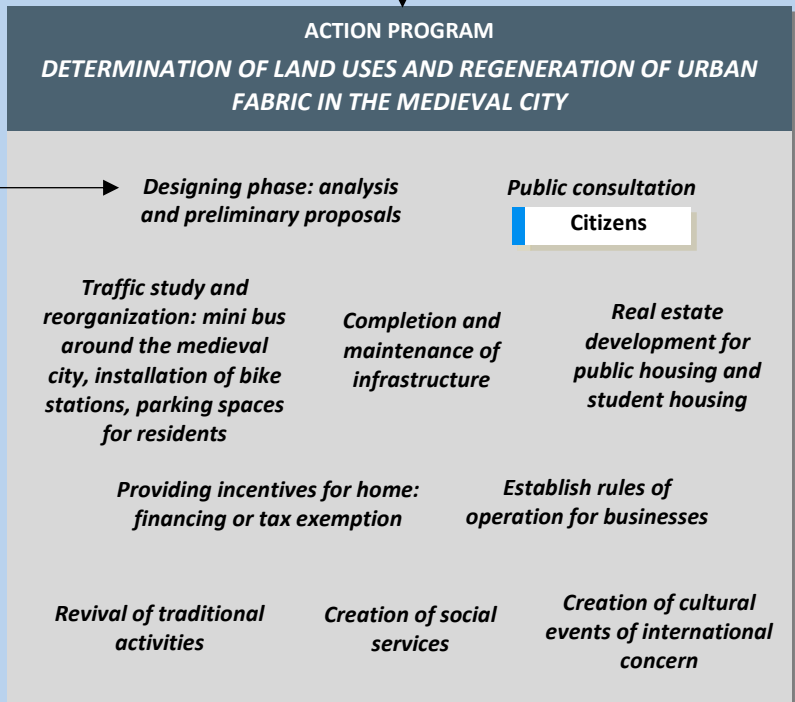 ACTION PROGRAM
DETERMINATION OF LAND USES AND REGENERATION OF URBAN
FABRIC IN THE MEDIEVAL CITY
Designing phase: analysis
and preliminary proposals
Public consultation
Citizens
Traffic study and
reorganization: mini bus
around the medieval
city, installation of bike
stations, parking spaces
for residents
Completion and
maintenance of
infrastructure
Real estate
development for
public housing and
student housing
Providing incentives for home:
financing or tax exemption
Establish rules of
operation for businesses
Revival of traditional
activities
Creation of social
services
Creation of cultural
events of international
concern